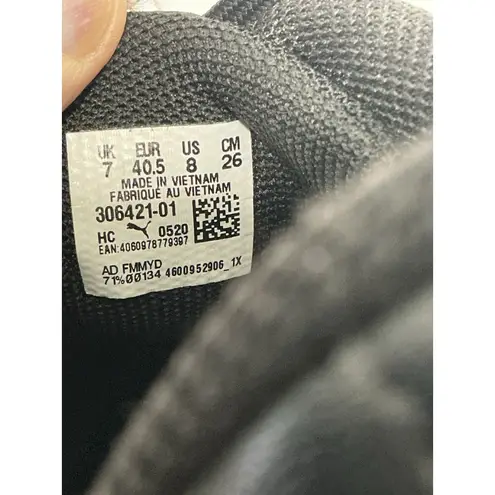 UK EUR US CM
7 40.5 8 26
MADE IN VIETNAM
FABRIQUÉ AU VIETNAM
306421-01
HC 0520
EAN:4060978779397
AD FMMYD
71%00134 4600952906_1X